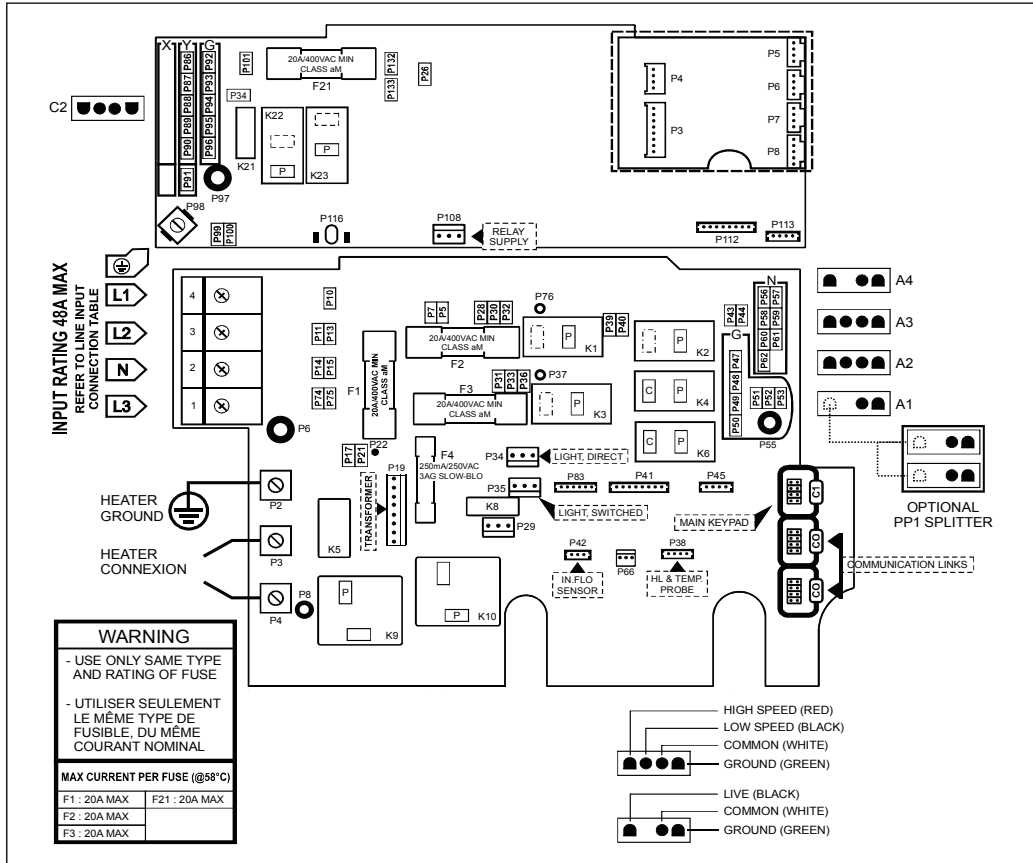 X Y G
P86
P87
P88
P89
P90
P91
P92
P93
P94
P95
P96
P101
20A/400VAC MIN
CLASS aM
F21
P132
P133
P26
P34
K22
P
K21
P
K23
P97
P98
P99
P100
P116
P108
RELAY
SUPPLY
P112
P113
P4
P3
P5
P6
P7
P8
C2
INPUT RATING 48A MAX
REFER TO LINE INPUT
CONNECTION TABLE
L1
L2
N
L3
4
3
2
1
P10
P11
P13
P14
P15
P74
P75
P6
P17
P21
P22
F1
20A/400VAC MIN
CLASS aM
P7
P5
P28
P30
P32
20A/400VAC MIN
CLASS aM
F2
P76
P
K1
P39
P40
P
K2
P43
P44
G
N
P56
P57
P58
P59
P60
P61
P62
P47
P48
P49
P50
P51
P52
P53
P55
F3
P31
P33
P36
20A/400VAC MIN
CLASS aM
P37
P
K3
C P
K4
C P
K6
F4
250mA/250VAC
3AG SLOW-BLO
P19
TRANSFORMER
P34
LIGHT, DIRECT
P35
LIGHT, SWITCHED
K8
P29
P83
P41
P45
MAIN KEYPAD
P42
IN.FLO
SENSOR
P66
P38
HL & TEMP.
PROBE
C1
CO
CO
COMMUNICATION LINKS
A4
A3
A2
A1
OPTIONAL
PP1 SPLITTER
HEATER
GROUND
P2
HEATER
CONNEXION
P3
P4
P8
K5
P
K9
P
K10
WARNING
- USE ONLY SAME TYPE
AND RATING OF FUSE
- UTILISER SEULEMENT
LE MÊME TYPE DE
FUSIBLE, DU MÊME
COURANT NOMINAL
MAX CURRENT PER FUSE (@58°C)
F1 : 20A MAX F21 : 20A MAX
F2 : 20A MAX
F3 : 20A MAX
HIGH SPEED (RED)
LOW SPEED (BLACK)
COMMON (WHITE)
GROUND (GREEN)
LIVE (BLACK)
COMMON (WHITE)
GROUND (GREEN)